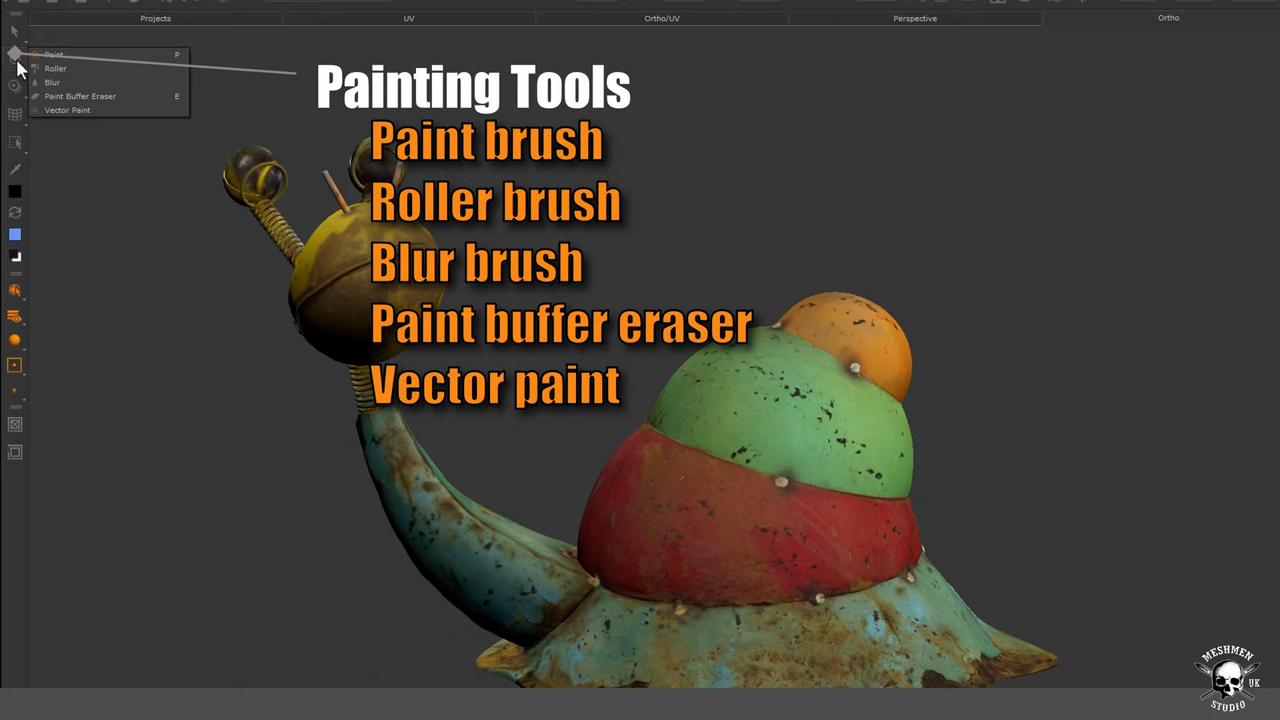 Projects
UV
Ortho/UV
Perspective
Ortho
Paint P
Roller
Blur
Paint Buffer Eraser E
Vector Paint
Painting Tools
Paint brush
Roller brush
Blur brush
Paint buffer eraser
Vector paint
MESHMEN
UK
STUDIO